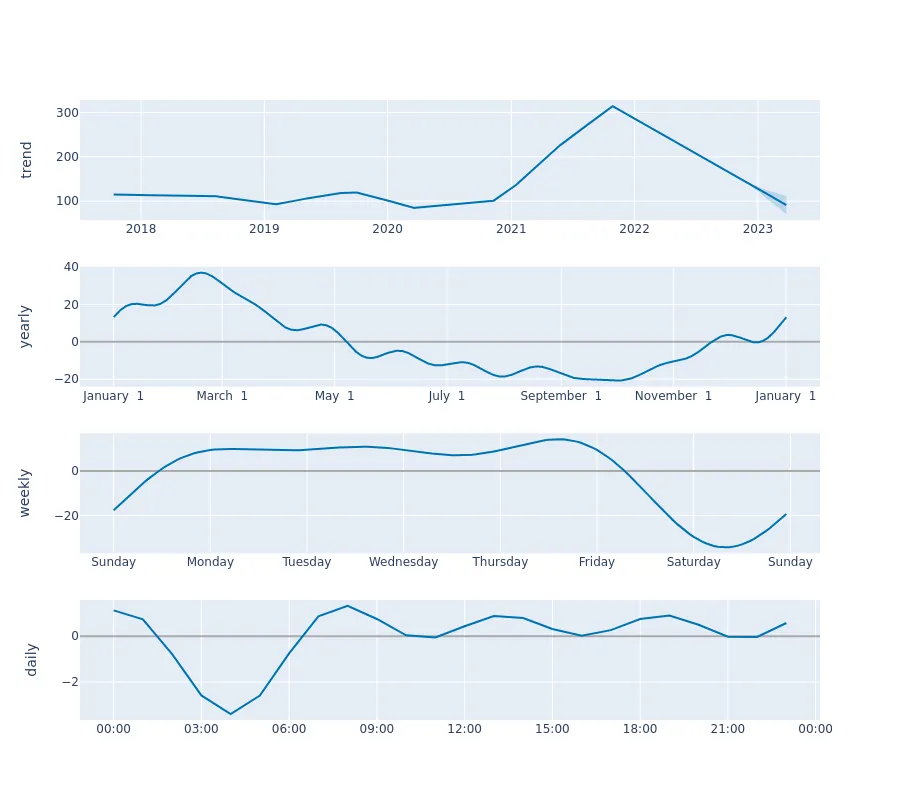 trend
300
200
100
2018 2019 2020 2021 2022 2023
yearly
40
20
0
−20
January 1 March 1 May 1 July 1 September 1 November 1 January 1
weekly
0
−20
Sunday Monday Tuesday Wednesday Thursday Friday Saturday Sunday
daily
0
−2
00:00 03:00 06:00 09:00 12:00 15:00 18:00 21:00 00:00